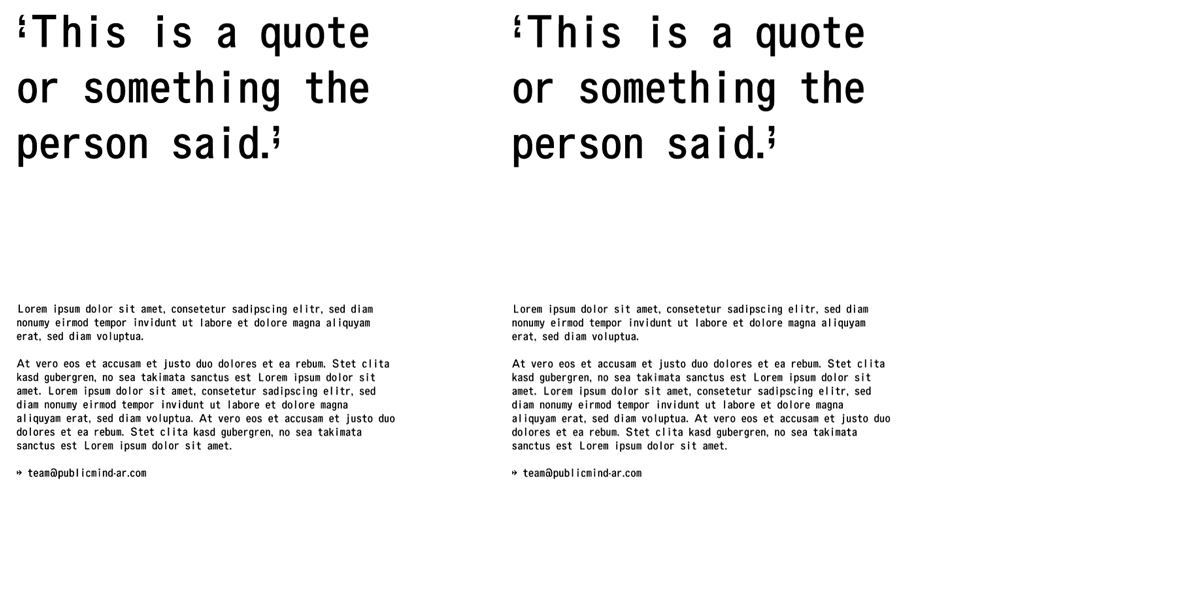 ‘This is a quote
or something the
person said.’
Lorem ipsum dolor sit amet, consetetur sadipscing elitr, sed diam
nonumy eirmod tempor invidunt ut labore et dolore magna aliquyam
erat, sed diam voluptua.
At vero eos et accusam et justo duo dolores et ea rebum. Stet clita
kasd gubergren, no sea takimata sanctus est Lorem ipsum dolor sit
amet. Lorem ipsum dolor sit amet, consetetur sadipscing elitr, sed
diam nonumy eirmod tempor invidunt ut labore et dolore magna
aliquyam erat, sed diam voluptua. At vero eos et accusam et justo duo
dolores et ea rebum. Stet clita kasd gubergren, no sea takimata
sanctus est Lorem ipsum dolor sit amet.
» team@publicmind-ar.com
‘This is a quote
or something the
person said.’
Lorem ipsum dolor sit amet, consetetur sadipscing elitr, sed diam
nonumy eirmod tempor invidunt ut labore et dolore magna aliquyam
erat, sed diam voluptua.
At vero eos et accusam et justo duo dolores et ea rebum. Stet clita
kasd gubergren, no sea takimata sanctus est Lorem ipsum dolor sit
amet. Lorem ipsum dolor sit amet, consetetur sadipscing elitr, sed
diam nonumy eirmod tempor invidunt ut labore et dolore magna
aliquyam erat, sed diam voluptua. At vero eos et accusam et justo duo
dolores et ea rebum. Stet clita kasd gubergren, no sea takimata
sanctus est Lorem ipsum dolor sit amet.
» team@publicmind-ar.com